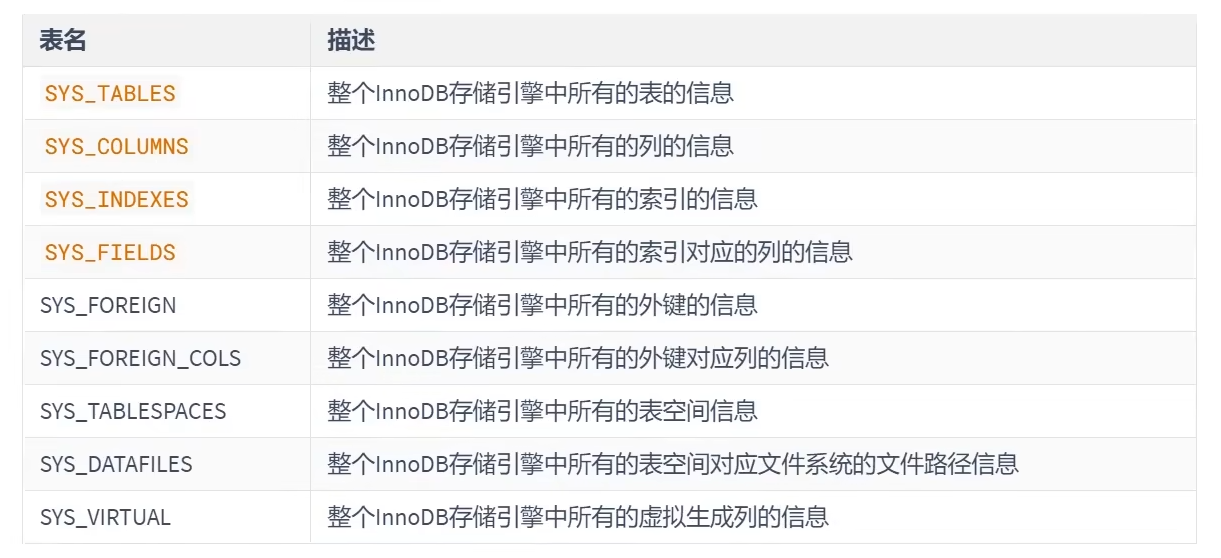 表名 描述
SYS_TABLES 整个InnoDB存储引擎中所有的表的信息
SYS_COLUMNS 整个InnoDB存储引擎中所有的列的信息
SYS_INDEXES 整个InnoDB存储引擎中所有的索引的信息
SYS_FIELDS 整个InnoDB存储引擎中所有的索引对应的列的信息
SYS_FOREIGN 整个InnoDB存储引擎中所有的外键的信息
SYS_FOREIGN_COLS 整个InnoDB存储引擎中所有的外键对应列的信息
SYS_TABLESPACES 整个InnoDB存储引擎中所有的表空间信息
SYS_DATAFILES 整个InnoDB存储引擎中所有的表空间对应文件系统的文件路径信息
SYS_VIRTUAL 整个InnoDB存储引擎中所有的虚拟生成列的信息